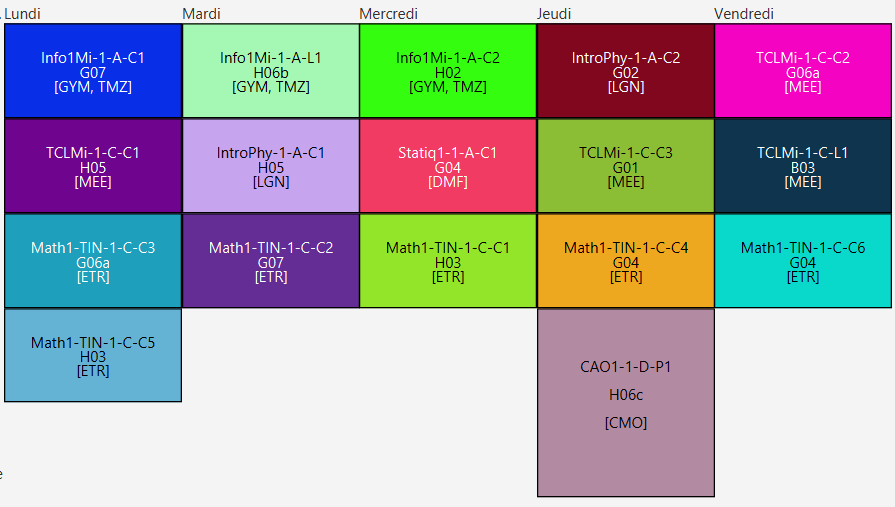 Lundi Mardi Mercredi Jeudi Vendredi
Info1Mi-1-A-C1
G07
[GYM, TMZ]
Info1Mi-1-A-L1
H06b
[GYM, TMZ]
Info1Mi-1-A-C2
H02
[GYM, TMZ]
IntroPhy-1-A-C2
G02
[LGN]
TCLMi-1-C-C2
G06a
[MEE]
TCLMi-1-C-C1
H05
[MEE]
IntroPhy-1-A-C1
H05
[LGN]
Statiq1-1-A-C1
G04
[DMF]
TCLMi-1-C-C3
G01
[MEE]
TCLMi-1-C-L1
B03
[MEE]
Math1-TIN-1-C-C3
G06a
[ETR]
Math1-TIN-1-C-C2
G07
[ETR]
Math1-TIN-1-C-C1
H03
[ETR]
Math1-TIN-1-C-C4
G04
[ETR]
Math1-TIN-1-C-C6
G04
[ETR]
Math1-TIN-1-C-C5
H03
[ETR]
CAO1-1-D-P1
H06c
[CMO]
e